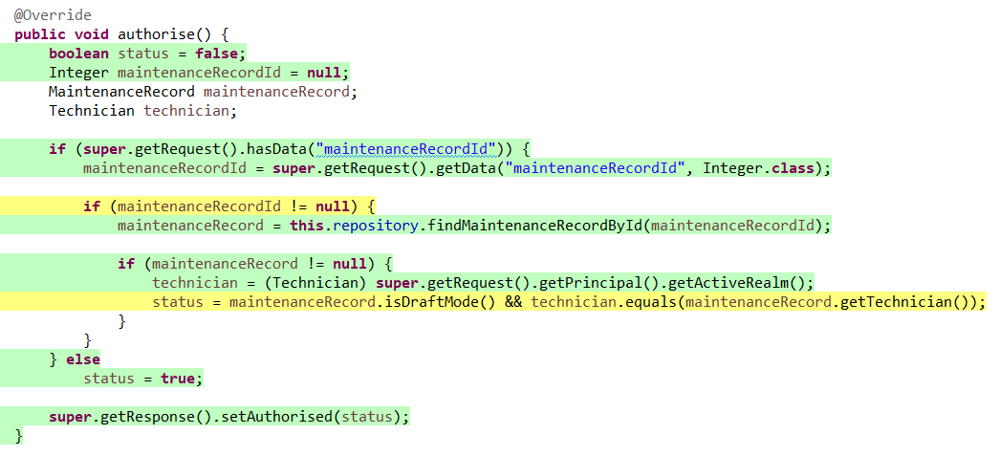 @Override
public void authorise() {
    boolean status = false;
    Integer maintenanceRecordId = null;
    MaintenanceRecord maintenanceRecord;
    Technician technician;

    if (super.getRequest().hasData("maintenanceRecordId")) {
        maintenanceRecordId = super.getRequest().getData("maintenanceRecordId", Integer.class);

        if (maintenanceRecordId != null) {
            maintenanceRecord = this.repository.findMaintenanceRecordById(maintenanceRecordId);

            if (maintenanceRecord != null) {
                technician = (Technician) super.getRequest().getPrincipal().getActiveRealm();
                status = maintenanceRecord.isDraftMode() && technician.equals(maintenanceRecord.getTechnician());
            }
        }
    } else
        status = true;

    super.getResponse().setAuthorised(status);
}